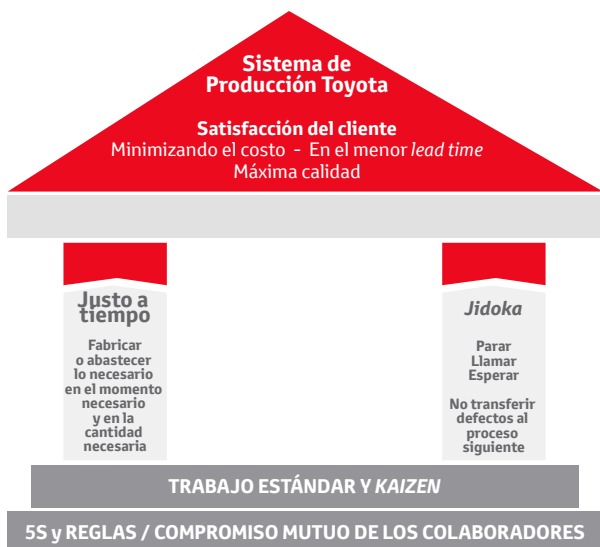 Sistema de
Producción Toyota
Satisfacción del cliente
Minimizando el costo - En el menor lead time
Máxima calidad
Justo a
tiempo
Fabricar
o abastecer
lo necesario
en el momento
necesario
y en la
cantidad
necesaria
Jidoka
Parar
Llamar
Esperar
No transferir
defectos al
proceso
siguiente
TRABAJO ESTÁNDAR Y KAIZEN
5S y REGLAS / COMPROMISO MUTUO DE LOS COLABORADORES